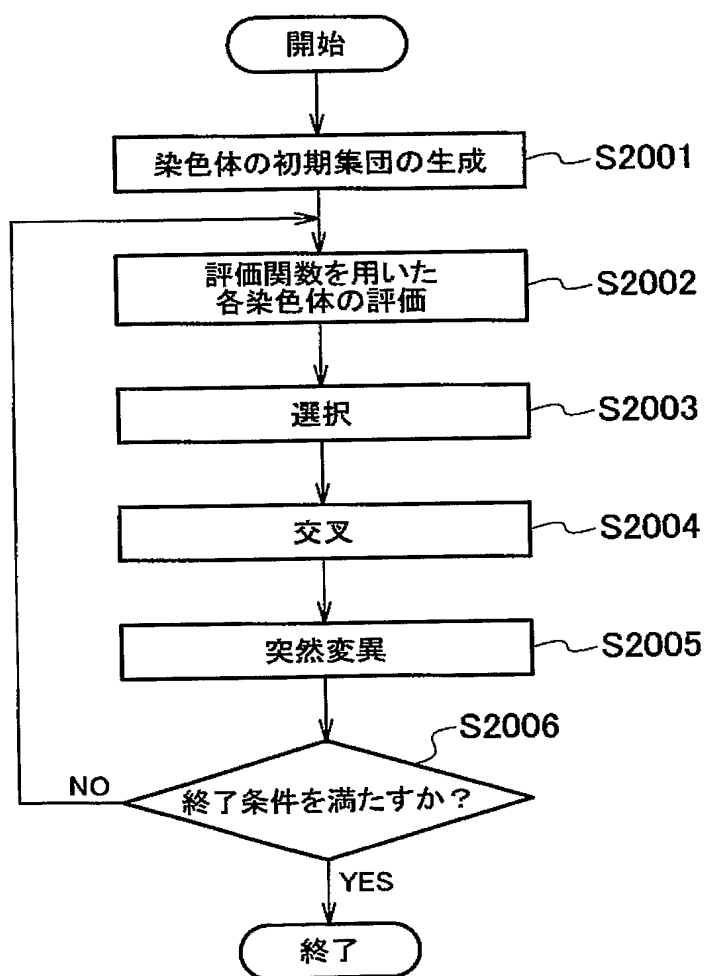 開始
染色体の初期集団の生成
S2001
評価関数を用いた
各染色体の評価
S2002
選択
S2003
交叉
S2004
突然変異
S2005
S2006
終了条件を満たすか?
NO
YES
終了